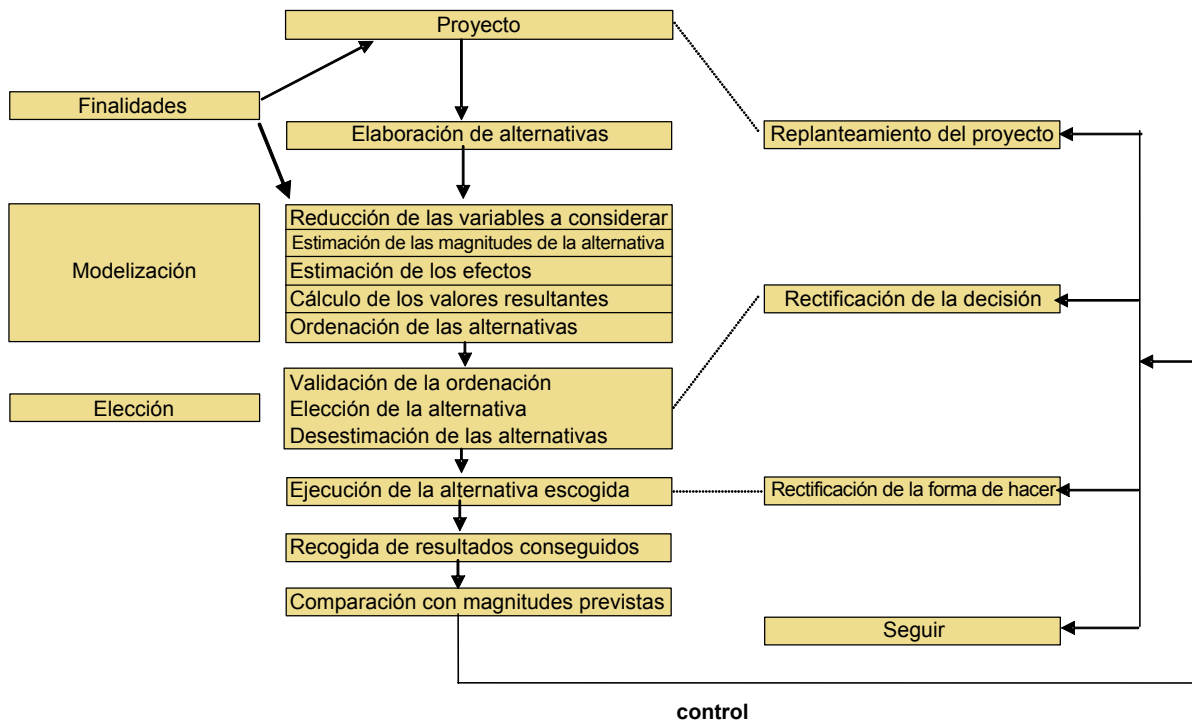 Proyecto
Finalidades
Elaboración de alternativas
Replanteamiento del proyecto
Modelización
Reducción de las variables a considerar
Estimación de las magnitudes de la alternativa
Estimación de los efectos
Cálculo de los valores resultantes
Ordenación de las alternativas
Rectificación de la decisión
Elección
Validación de la ordenación
Elección de la alternativa
Desestimación de las alternativas
Ejecución de la alternativa escogida
Rectificación de la forma de hacer
Recogida de resultados conseguidos
Comparación con magnitudes previstas
Seguir
control